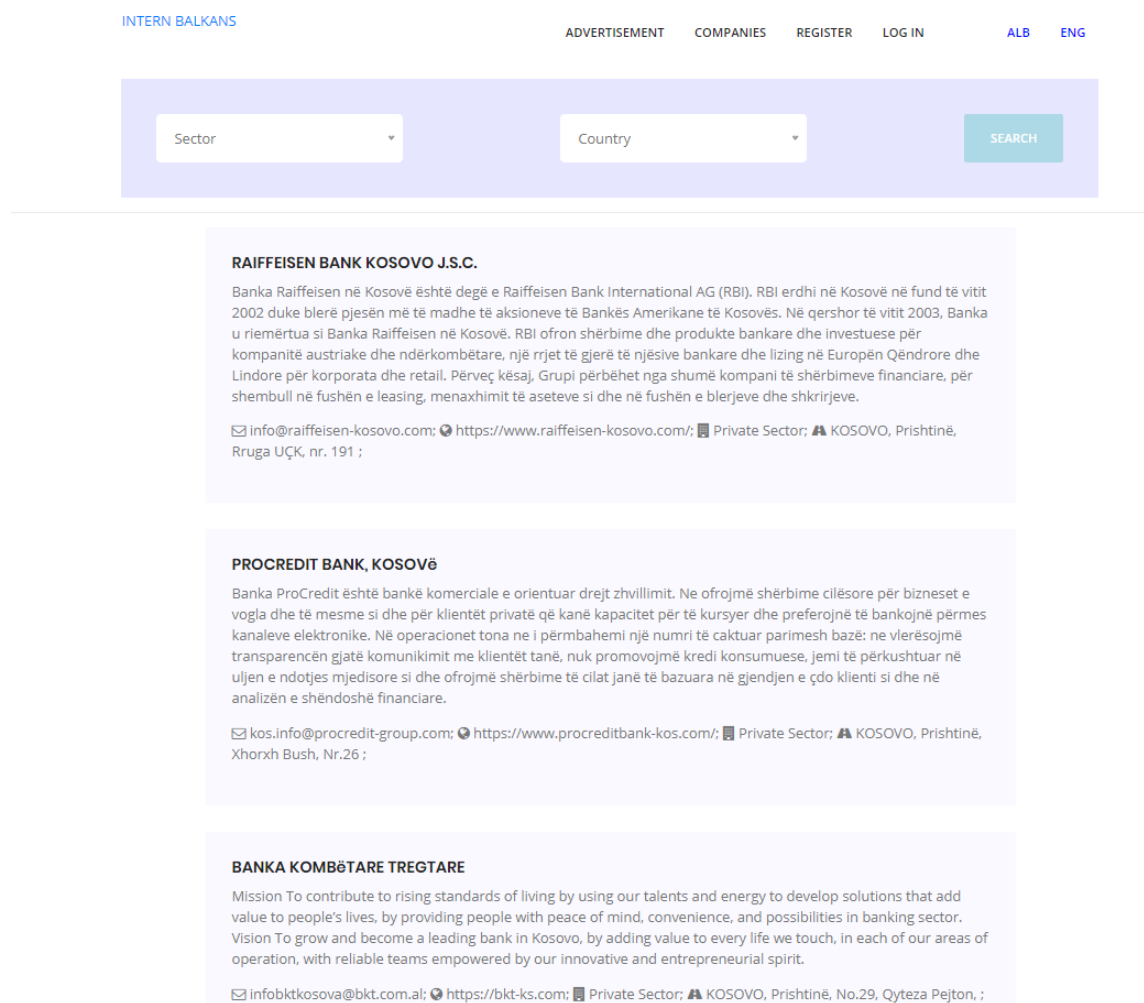 INTERN BALKANS
ADVERTISEMENT COMPANIES REGISTER LOG IN ALB ENG
Sector Country SEARCH
RAIFFEISEN BANK KOSOVO J.S.C.
Banka Raiffeisen në Kosovë është degë e Raiffeisen Bank International AG (RBI). RBI erdhi në Kosovë në fund të vitit
2002 duke blerë pjesën më të madhe të aksioneve të Bankës Amerikane të Kosovës. Në qershor të vitit 2003, Banka
u riemërtua si Banka Raiffeisen në Kosovë. RBI ofron shërbime dhe produkte bankare dhe investuese për
kompanitë austriake dhe ndërkombëtare, një rrjet të gjerë të njësive bankare dhe lizing në Europën Qëndrore dhe
Lindore për korporata dhe retail. Përveç kësaj, Grupi përbëhet nga shumë kompani të shërbimeve financiare, për
shembull në fushën e leasing, menaxhimit të aseteve si dhe në fushën e blerjeve dhe shkrirjeve.
info@raiffeisen-kosovo.com; https://www.raiffeisen-kosovo.com/; Private Sector; KOSOVO, Prishtinë,
Rruga UÇK, nr. 191 ;
PROCREDIT BANK, KOSOVë
Banka ProCredit është bankë komerciale e orientuar drejt zhvillimit. Ne ofrojmë shërbime cilësore për bizneset e
vogla dhe të mesme si dhe për klientët privatë që kanë kapacitet për të kursyer dhe preferojnë të bankojnë përmes
kanaleve elektronike. Në operacionet tona ne i përmbahemi një numri të caktuar parimesh bazë: ne vlerësojmë
transparencën gjatë komunikimit me klientët tanë, nuk promovojmë kredi konsumuese, jemi të përkushtuar në
uljen e ndotjes mjedisore si dhe ofrojmë shërbime të cilat janë të bazuara në gjendjen e çdo klienti si dhe në
analizën e shëndoshë financiare.
kos.info@procredit-group.com; https://www.procreditbank-kos.com/; Private Sector; KOSOVO, Prishtinë,
Xhorxh Bush, Nr.26 ;
BANKA KOMBëTARE TREGTARE
Mission To contribute to rising standards of living by using our talents and energy to develop solutions that add
value to people's lives, by providing people with peace of mind, convenience, and possibilities in banking sector.
Vision To grow and become a leading bank in Kosovo, by adding value to every life we touch, in each of our areas of
operation, with reliable teams empowered by our innovative and entrepreneurial spirit.
infobktkosova@bkt.com.al; https://bkt-ks.com; Private Sector; KOSOVO, Prishtinë, No.29, Qyteza Pejton, ;